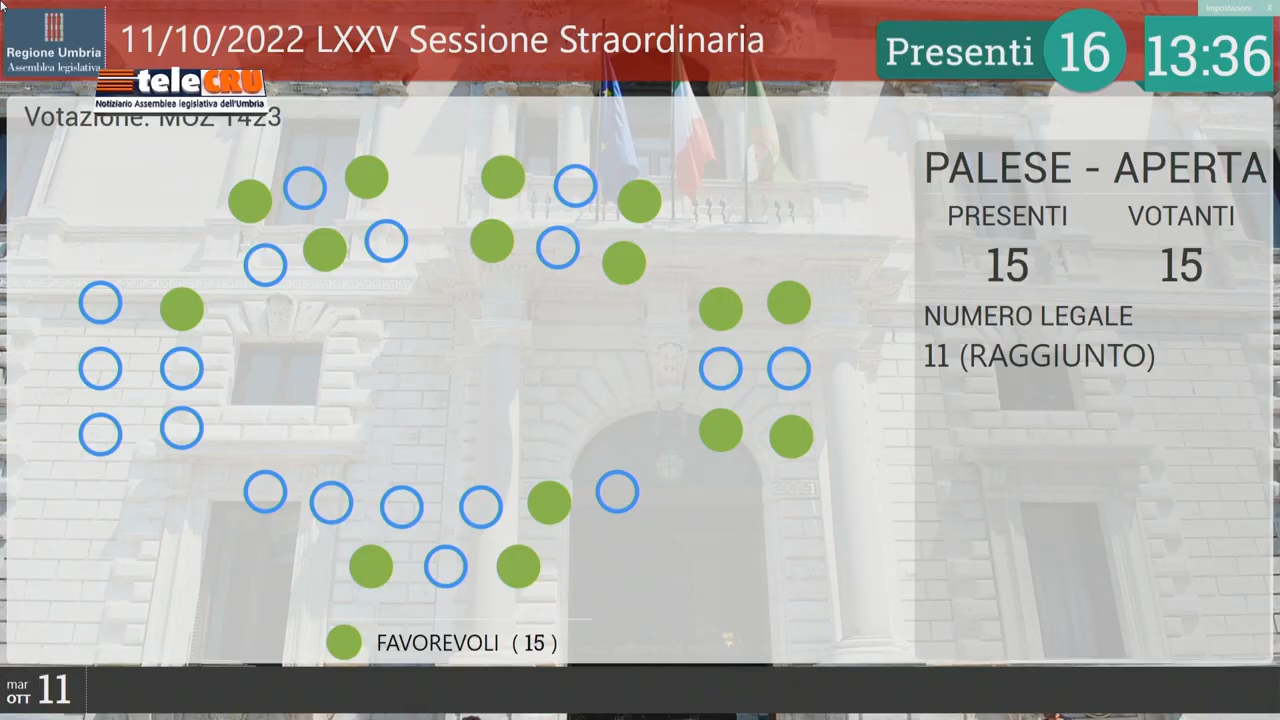 Impostazioni X
Regione Umbria
Assemblea legislativa
11/10/2022 LXXV Sessione Straordinaria
Presenti 16
13:36
teleCRU
Notiziario Assemblea legislativa dell'Umbria
Votazione: MOZ 1423
PALESE - APERTA
PRESENTI VOTANTI
15 15
NUMERO LEGALE
11 (RAGGIUNTO)
FAVOREVOLI ( 15 )
mar
OTT 11